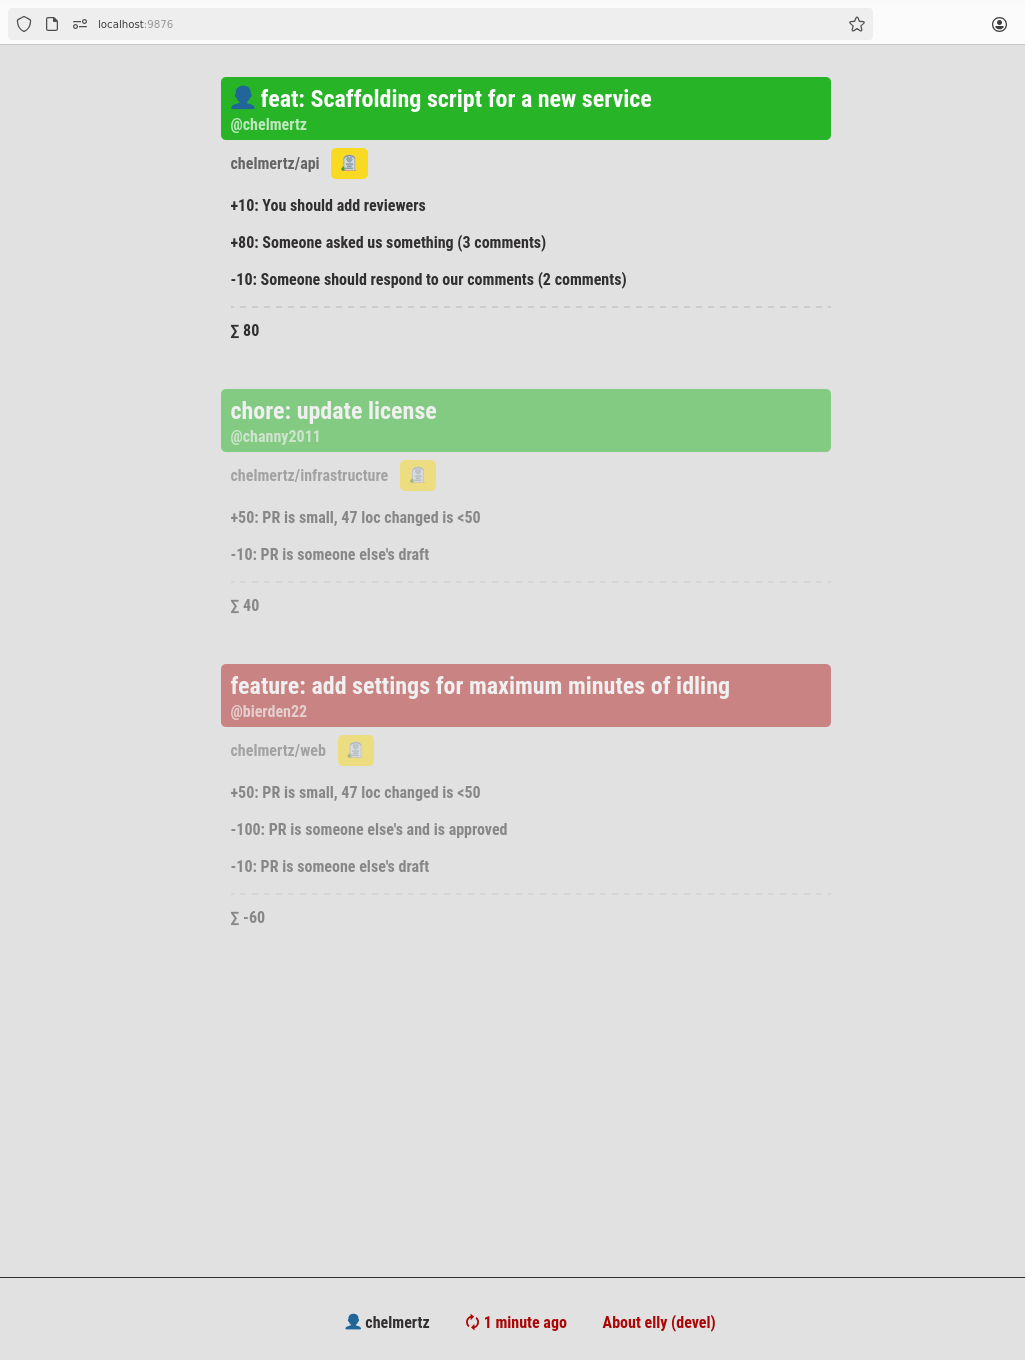 localhost:9876
feat: Scaffolding script for a new service
@chelmertz
chelmertz/api
+10: You should add reviewers
+80: Someone asked us something (3 comments)
-10: Someone should respond to our comments (2 comments)
∑ 80
chore: update license
@channy2011
chelmertz/infrastructure
+50: PR is small, 47 loc changed is <50
-10: PR is someone else's draft
∑ 40
feature: add settings for maximum minutes of idling
@bierden22
chelmertz/web
+50: PR is small, 47 loc changed is <50
-100: PR is someone else's and is approved
-10: PR is someone else's draft
∑ -60
chelmertz 1 minute ago About elly (devel)